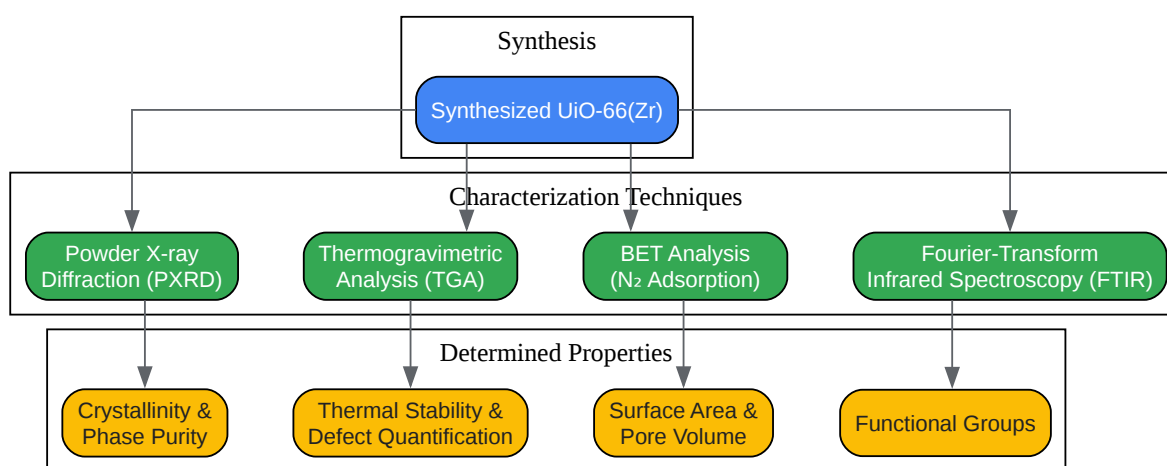 Synthesis
Synthesized UiO-66(Zr)
Characterization Techniques
Powder X-ray
Diffraction (PXRD)
Thermogravimetric
Analysis (TGA)
BET Analysis
(N₂ Adsorption)
Fourier-Transform
Infrared Spectroscopy (FTIR)
Determined Properties
Crystallinity &
Phase Purity
Thermal Stability &
Defect Quantification
Surface Area &
Pore Volume
Functional Groups